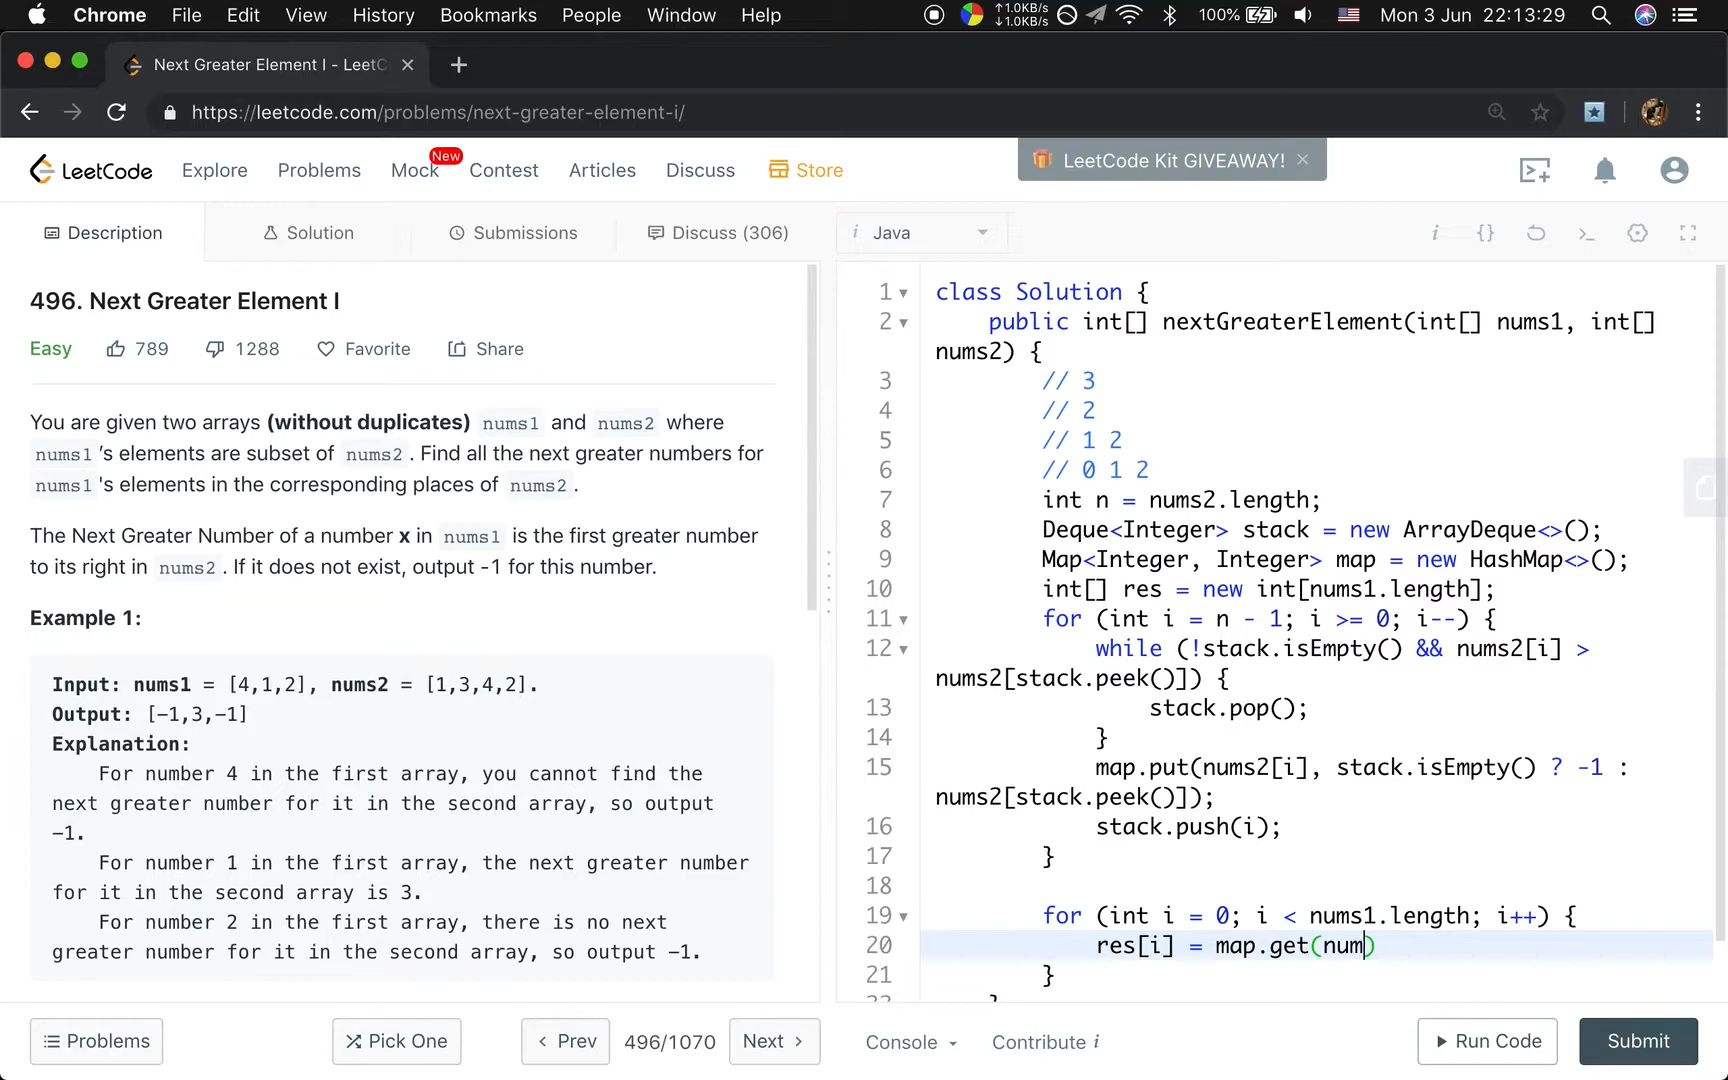 Chrome File Edit View History Bookmarks People Window Help ↑1.0KB/s ↓1.0KB/s 100% Mon 3 Jun 22:13:29
Next Greater Element I - LeetC
https://leetcode.com/problems/next-greater-element-i/
LeetCode Explore Problems Mock New Contest Articles Discuss Store LeetCode Kit GIVEAWAY! ×
Description Solution Submissions Discuss (306)
i Java
496. Next Greater Element I
Easy 789 1288 Favorite Share
You are given two arrays (without duplicates) nums1 and nums2 where
nums1 's elements are subset of nums2 . Find all the next greater numbers for
nums1 's elements in the corresponding places of nums2 .
The Next Greater Number of a number x in nums1 is the first greater number
to its right in nums2 . If it does not exist, output -1 for this number.
Example 1:
Input: nums1 = [4,1,2], nums2 = [1,3,4,2].
Output: [-1,3,-1]
Explanation:
For number 4 in the first array, you cannot find the
next greater number for it in the second array, so output
-1.
For number 1 in the first array, the next greater number
for it in the second array is 3.
For number 2 in the first array, there is no next
greater number for it in the second array, so output -1.
1 class Solution {
2 public int[] nextGreaterElement(int[] nums1, int[]
nums2) {
3 // 3
4 // 2
5 // 1 2
6 // 0 1 2
7 int n = nums2.length;
8 Deque<Integer> stack = new ArrayDeque<>();
9 Map<Integer, Integer> map = new HashMap<>();
10 int[] res = new int[nums1.length];
11 for (int i = n - 1; i >= 0; i--) {
12 while (!stack.isEmpty() && nums2[i] >
nums2[stack.peek()]) {
13 stack.pop();
14 }
15 map.put(nums2[i], stack.isEmpty() ? -1 :
nums2[stack.peek()]);
16 stack.push(i);
17 }
18
19 for (int i = 0; i < nums1.length; i++) {
20 res[i] = map.get(num)
21 }
22 }
Problems Pick One Prev 496/1070 Next Console Contribute i Run Code Submit